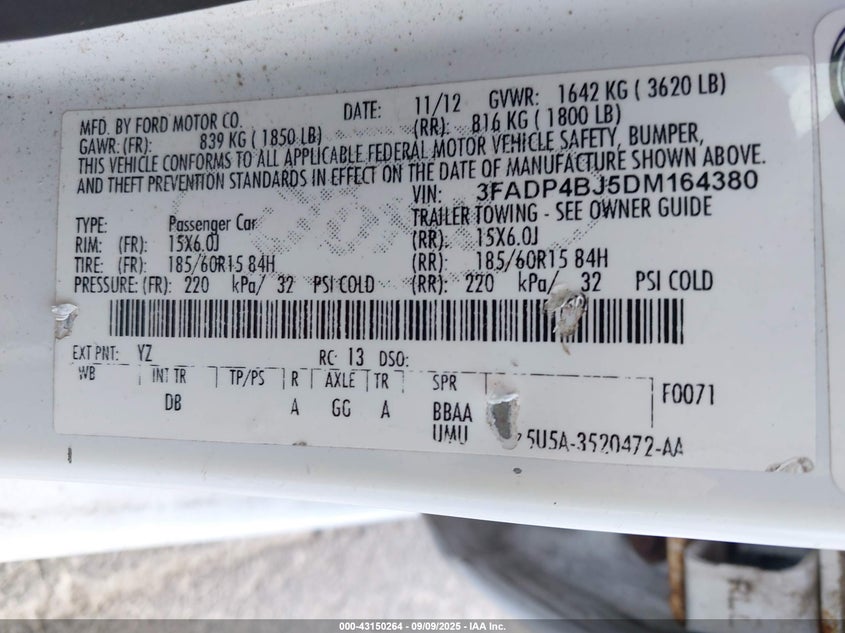 MFD. BY FORD MOTOR CO. DATE: 11/12 GVWR: 1642 KG ( 3620 LB)
GAWR: (FR): 839 KG ( 1850 LB) (RR): 816 KG ( 1800 LB)
THIS VEHICLE CONFORMS TO ALL APPLICABLE FEDERAL MOTOR VEHICLE SAFETY, BUMPER,
AND THEFT PREVENTION STANDARDS IN EFFECT ON THE DATE OF MANUFACTURE SHOWN ABOVE.
VIN: 3FADP4BJ5DM164380
TYPE: Passenger Car TRAILER TOWING - SEE OWNER GUIDE
RIM: (FR): 15X6.0J (RR): 15X6.0J
TIRE: (FR): 185/60R15 84H (RR): 185/60R15 84H
PRESSURE: (FR): 220 kPa/ 32 PSI COLD (RR): 220 kPa/ 32 PSI COLD
EXT PNT: YZ RC: 13 DSO:
WB INT TR TP/PS R AXLE TR SPR F0071
DB A GG A BBAA
UMU 5U5A-3520472-AA
000-43150264 - 09/09/2025 - IAA Inc.